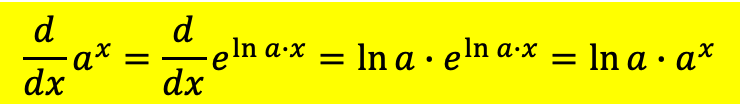 d/dx a^x = d/dx e^{ln a·x} = ln a · e^{ln a·x} = ln a · a^x